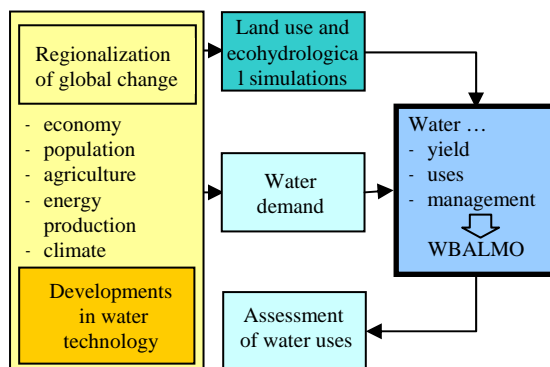 Regionalization
of global change
- economy
- population
- agriculture
- energy
production
- climate
Developments
in water
technology
Land use and
ecohydrologica
l simulations
Water
demand
Assessment
of water uses
Water …
- yield
- uses
- management
WBALMO